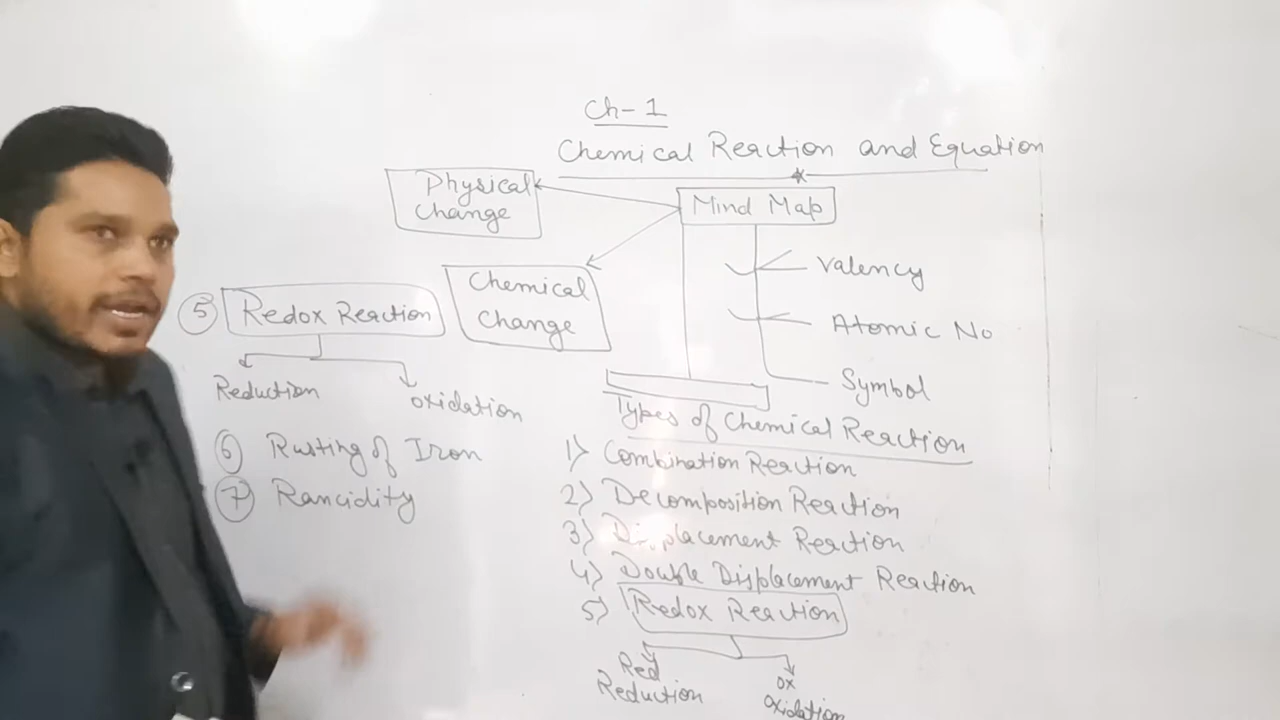 Ch-1
Chemical Reaction and Equation
Physical
Change
Mind Map
Chemical
Change
Valency
Atomic No
Symbol
5 Redox Reaction
Reduction
Oxidation
6 Rusting of Iron
7 Rancidity
Types of Chemical Reaction
1) Combination Reaction
2) Decomposition Reaction
3) Displacement Reaction
4) Double Displacement Reaction
5) Redox Reaction
Red
Reduction
Ox
Oxidation